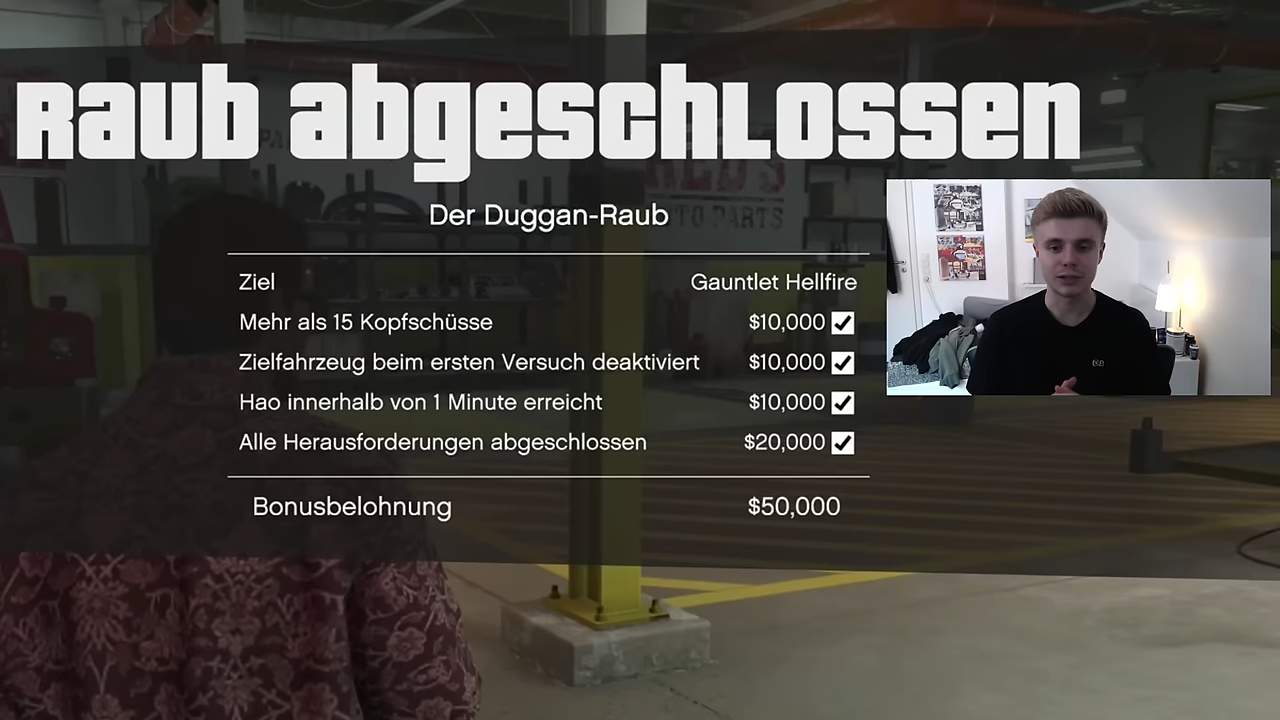 Raub abgeschlossen
Der Duggan-Raub
Ziel Gauntlet Hellfire
Mehr als 15 Kopfschüsse $10,000
Zielfahrzeug beim ersten Versuch deaktiviert $10,000
Hao innerhalb von 1 Minute erreicht $10,000
Alle Herausforderungen abgeschlossen $20,000
Bonusbelohnung $50,000